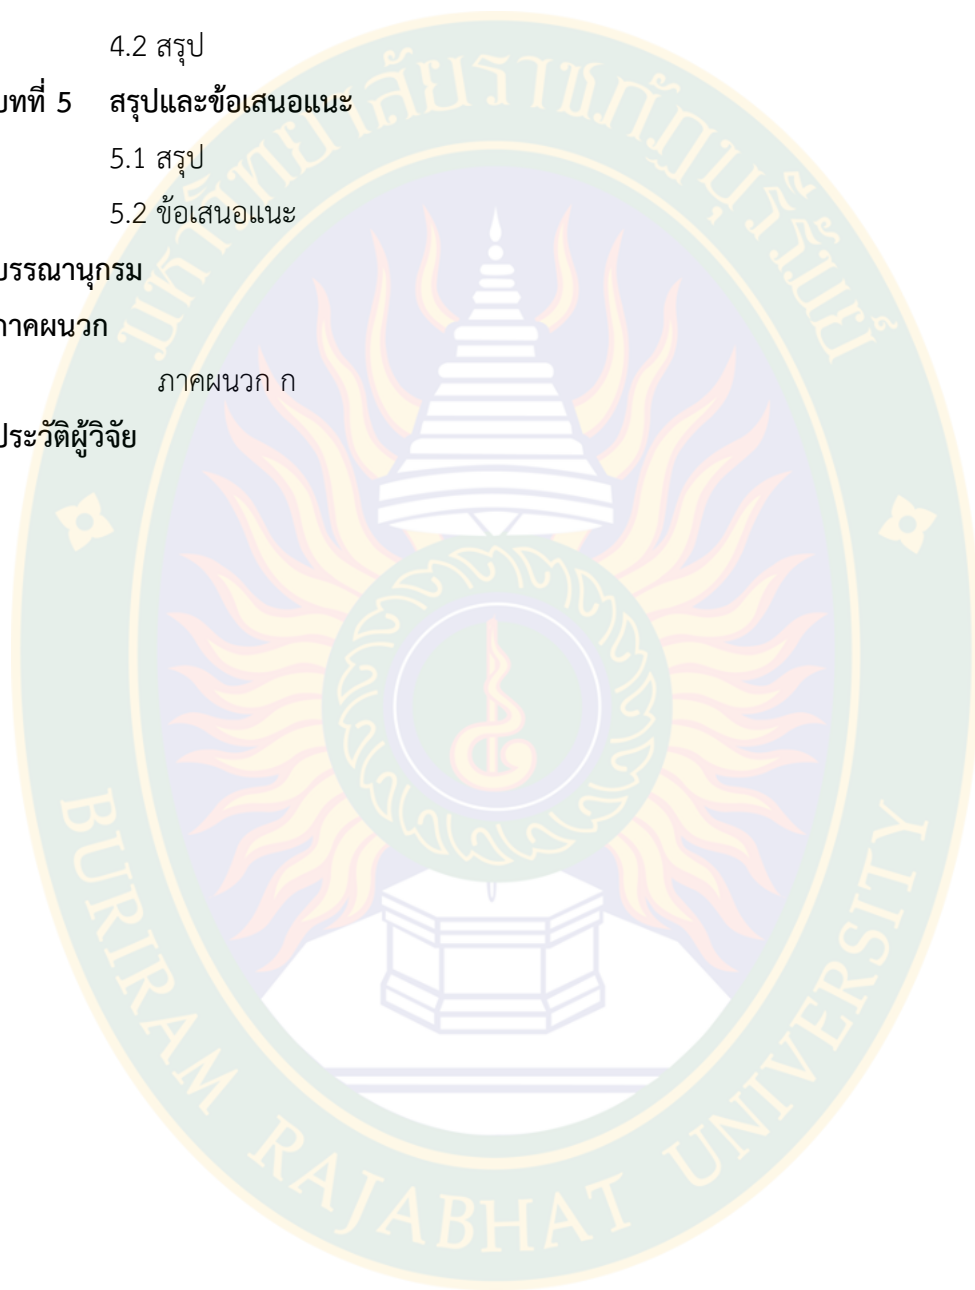 4.2 สรุป
บทที่ 5 สรุปและข้อเสนอแนะ
5.1 สรุป
5.2 ข้อเสนอแนะ
บรรณานุกรม
ภาคผนวก
ภาคผนวก ก
ประวัติผู้วิจัย
มหาวิทยาลัยราชภัฏบุรีรัมย์
BURIRAM RAJABHAT UNIVERSITY